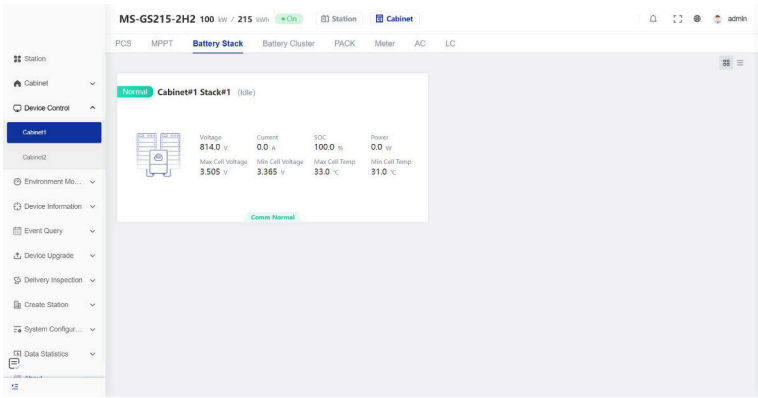 MS-GS215-2H2 100 kW / 215 kWh On Station Cabinet admin
PCS MPPT Battery Stack Battery Cluster PACK Meter AC LC
Station
Cabinet
Device Control
Cabinet1
Cabinet2
Environment Mo...
Device Information
Event Query
Device Upgrade
Delivery Inspection
Create Station
System Configur...
Data Statistics
About
Normal Cabinet#1 Stack#1 (Idle)
Voltage Current SOC Power
814.0 V 0.0 A 100.0 % 0.0 W
Max Cell Voltage Min Cell Voltage Max Cell Temp Min Cell Temp
3.505 V 3.365 V 33.0 ℃ 31.0 ℃
Comm Normal